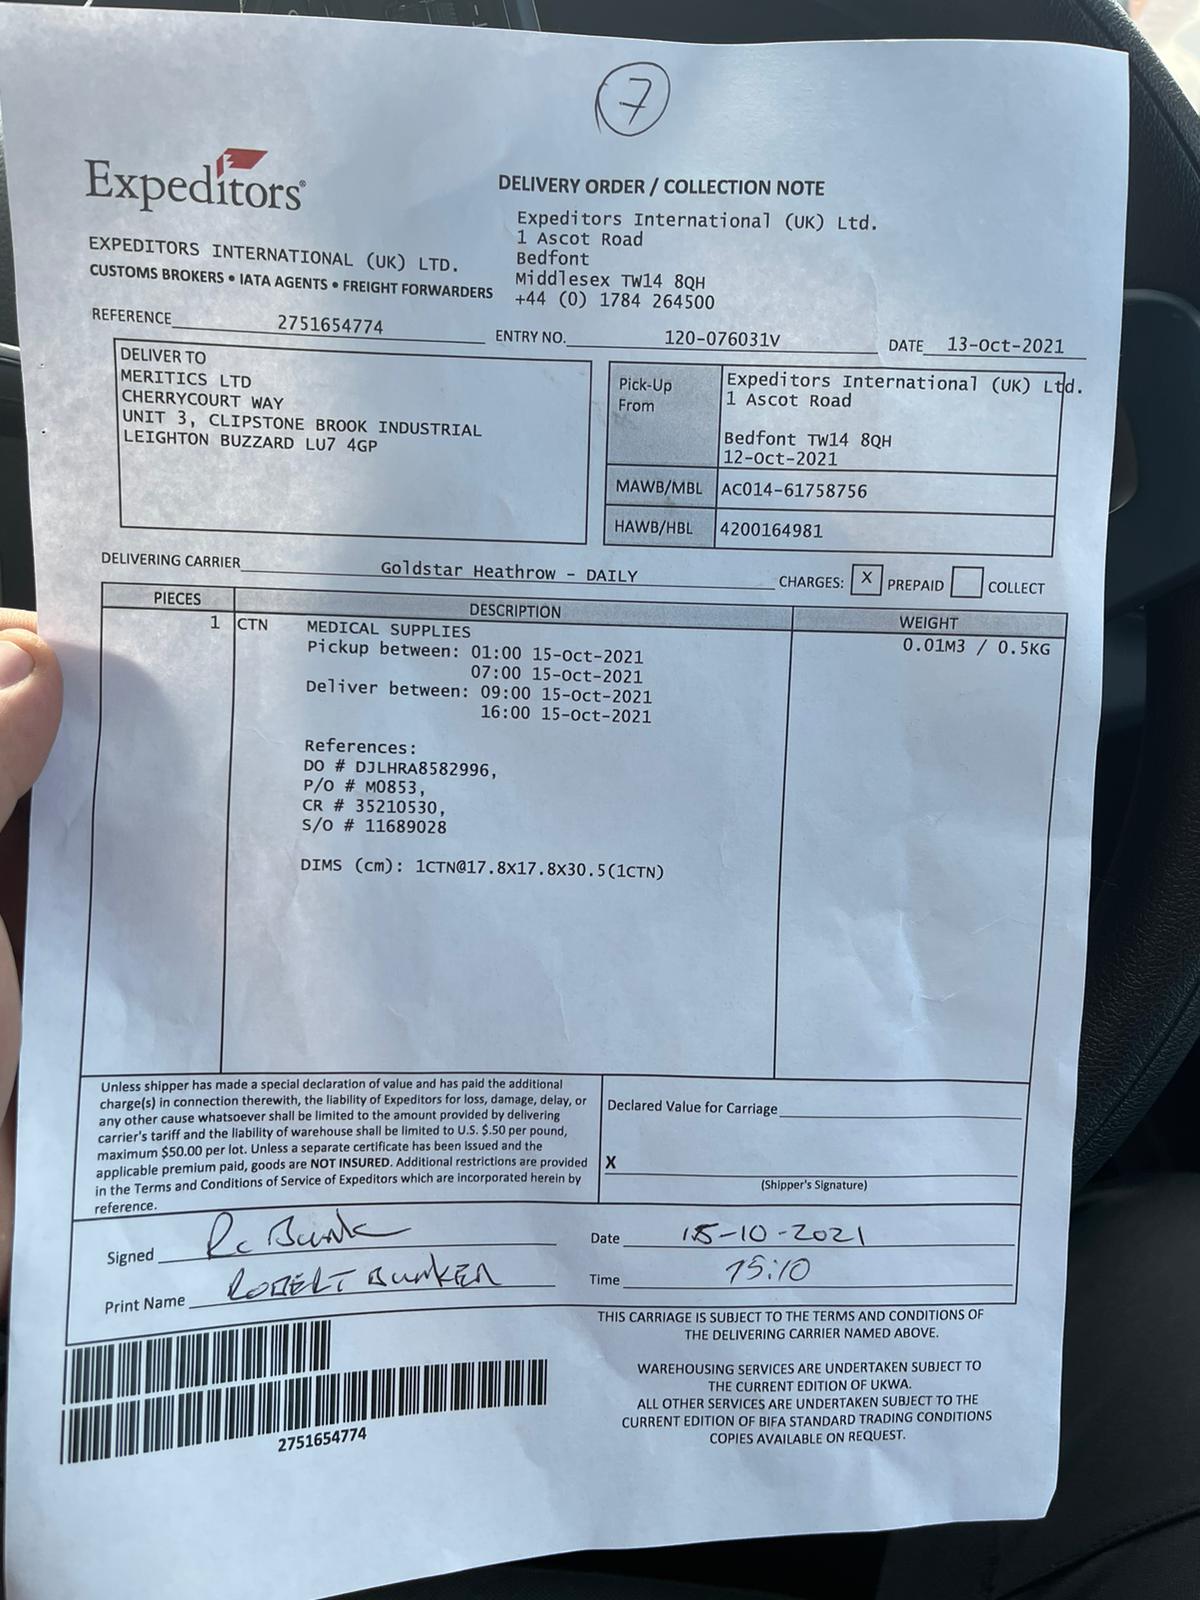 7
Expeditors®
DELIVERY ORDER / COLLECTION NOTE
Expeditors International (UK) Ltd.
1 Ascot Road
Bedfont
Middlesex TW14 8QH
+44 (0) 1784 264500
EXPEDITORS INTERNATIONAL (UK) LTD.
CUSTOMS BROKERS • IATA AGENTS • FREIGHT FORWARDERS
REFERENCE 2751654774
ENTRY NO. 120-076031V
DATE 13-Oct-2021
DELIVER TO
MERITICS LTD
CHERRYCOURT WAY
UNIT 3, CLIPSTONE BROOK INDUSTRIAL
LEIGHTON BUZZARD LU7 4GP
Pick-Up
From
Expeditors International (UK) Ltd.
1 Ascot Road
Bedfont TW14 8QH
12-Oct-2021
MAWB/MBL AC014-61758756
HAWB/HBL 4200164981
DELIVERING CARRIER Goldstar Heathrow - DAILY
CHARGES: X PREPAID COLLECT
PIECES DESCRIPTION WEIGHT
1 CTN MEDICAL SUPPLIES 0.01M3 / 0.5KG
Pickup between: 01:00 15-Oct-2021
07:00 15-Oct-2021
Deliver between: 09:00 15-Oct-2021
16:00 15-Oct-2021
References:
DO # DJLHRA8582996,
P/O # M0853,
CR # 35210530,
S/O # 11689028
DIMS (cm): 1CTN@17.8X17.8X30.5(1CTN)
Unless shipper has made a special declaration of value and has paid the additional
charge(s) in connection therewith, the liability of Expeditors for loss, damage, delay, or
any other cause whatsoever shall be limited to the amount provided by delivering
carrier's tariff and the liability of warehouse shall be limited to U.S. $.50 per pound,
maximum $50.00 per lot. Unless a separate certificate has been issued and the
applicable premium paid, goods are NOT INSURED. Additional restrictions are provided
in the Terms and Conditions of Service of Expeditors which are incorporated herein by
reference.
Declared Value for Carriage
X
(Shipper's Signature)
Signed
Print Name ROBERT BUNKER
Date 15-10-2021
Time 15:10
THIS CARRIAGE IS SUBJECT TO THE TERMS AND CONDITIONS OF
THE DELIVERING CARRIER NAMED ABOVE.
WAREHOUSING SERVICES ARE UNDERTAKEN SUBJECT TO
THE CURRENT EDITION OF UKWA.
ALL OTHER SERVICES ARE UNDERTAKEN SUBJECT TO THE
CURRENT EDITION OF BIFA STANDARD TRADING CONDITIONS
COPIES AVAILABLE ON REQUEST.
2751654774